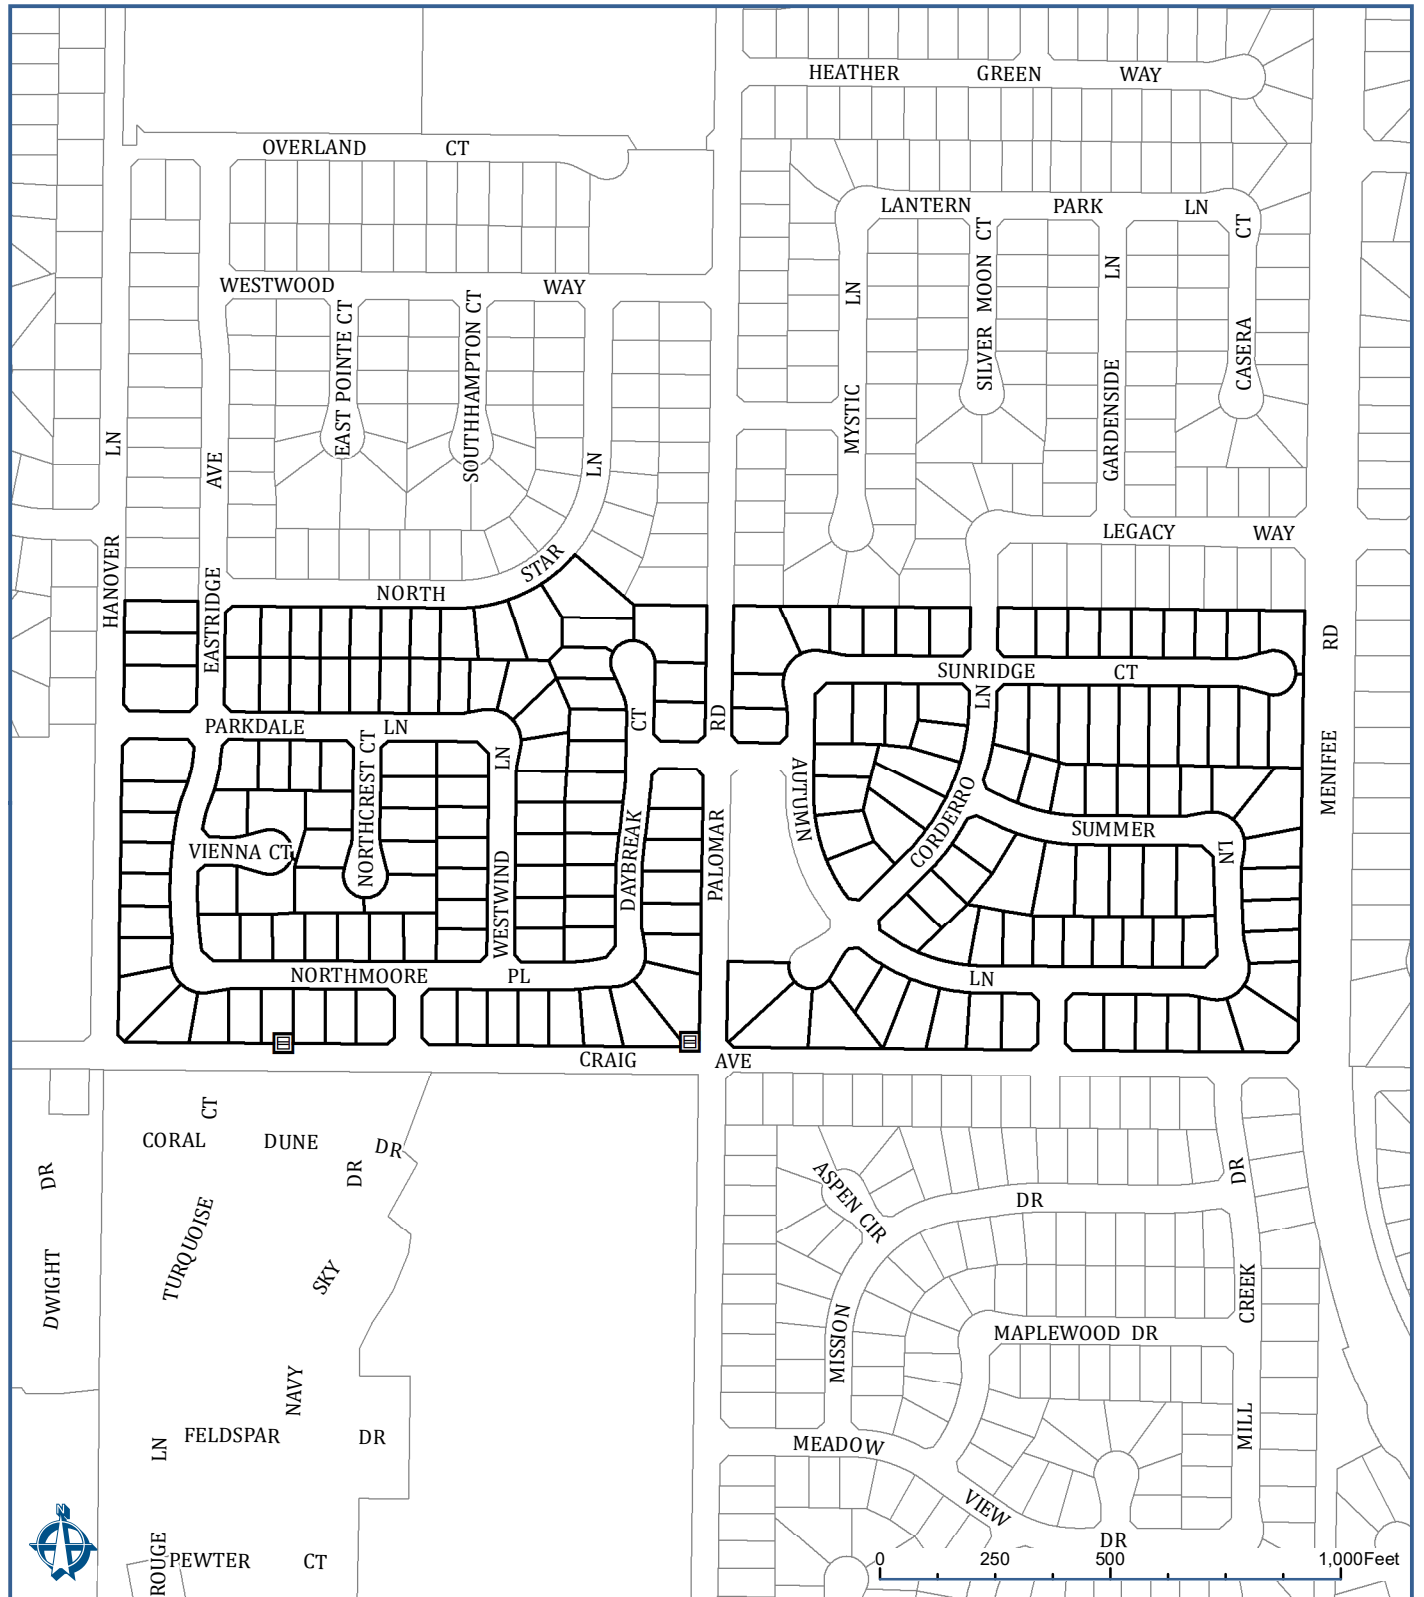 HEATHER GREEN WAY
OVERLAND CT
LANTERN PARK LN
SILVER MOON CT
CASERA CT
GARDENSIDE LN
MYSTIC LN
WESTWOOD WAY
EAST POINTE CT
SOUTHHAMPTON CT
HANOVER LN
EASTRIDGE AVE
NORTH STAR LN
LEGACY WAY
SUNRIDGE CT
MENIFEE RD
PARKDALE LN
NORTHCREST CT
WESTWIND LN
DAYBREAK CT
PALOMAR RD
AUTUMN LN
CORDERRO LN
SUMMER LN
VIENNA CT
NORTHMOORE PL
CRAIG AVE
CORAL DUNE DR
TURQUOISE CT
NAVY SKY DR
DWIGHT DR
ASPEN CIR
MISSION DR
MILL CREEK DR
MAPLEWOOD DR
FELDSPAR DR
MEADOW VIEW DR
ROUGE LN
PEWTER CT
N
0 250 500 1,000 Feet